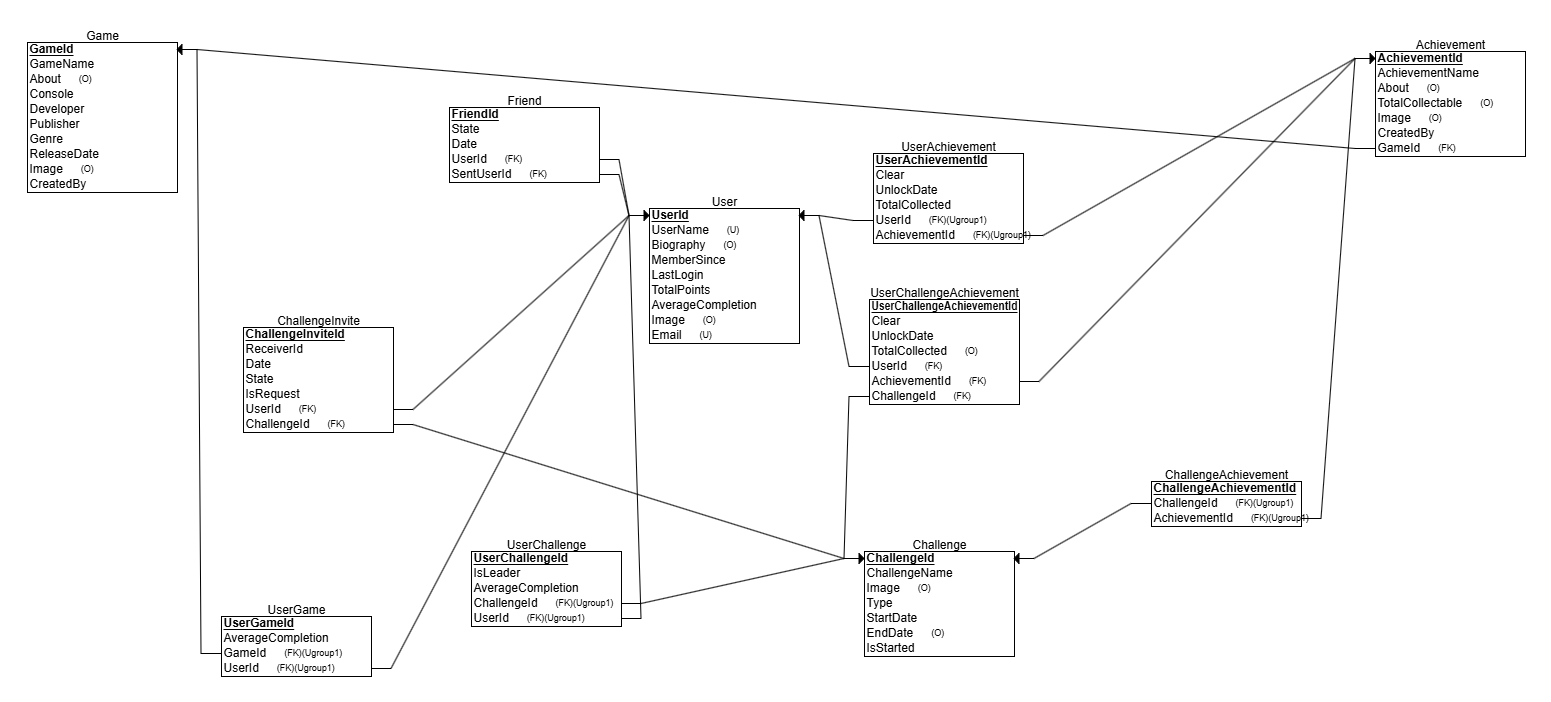 Game
GameId
GameName
About (O)
Console
Developer
Publisher
Genre
ReleaseDate
Image (O)
CreatedBy
Friend
FriendId
State
Date
UserId (FK)
SentUserId (FK)
Achievement
AchievementId
AchievementName
About (O)
TotalCollectable (O)
Image (O)
CreatedBy
GameId (FK)
UserAchievement
UserAchievementId
Clear
UnlockDate
TotalCollected
UserId (FK)(Ugroup1)
AchievementId (FK)(Ugroup1)
User
UserId
UserName (U)
Biography (O)
MemberSince
LastLogin
TotalPoints
AverageCompletion
Image (O)
Email (U)
UserChallengeAchievement
UserChallengeAchievementId
Clear
UnlockDate
TotalCollected (O)
UserId (FK)
AchievementId (FK)
ChallengeId (FK)
ChallengeInvite
ChallengeInviteId
ReceiverId
Date
State
IsRequest
UserId (FK)
ChallengeId (FK)
ChallengeAchievement
ChallengeAchievementId
ChallengeId (FK)(Ugroup1)
AchievementId (FK)(Ugroup1)
UserChallenge
UserChallengeId
IsLeader
AverageCompletion
ChallengeId (FK)(Ugroup1)
UserId (FK)(Ugroup1)
Challenge
ChallengeId
ChallengeName
Image (O)
Type
StartDate
EndDate (O)
IsStarted
UserGame
UserGameId
AverageCompletion
GameId (FK)(Ugroup1)
UserId (FK)(Ugroup1)